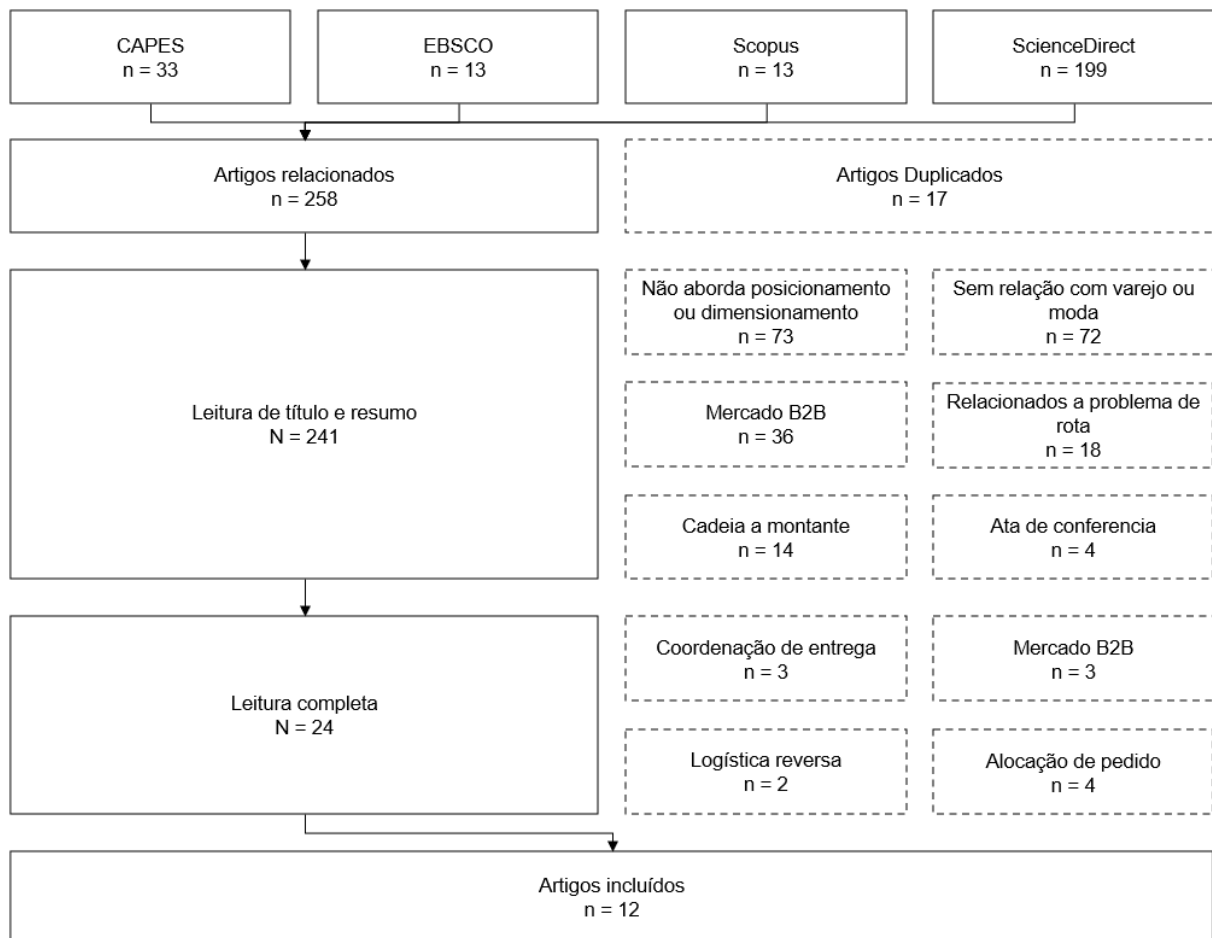 CAPES
n = 33
EBSCO
n = 13
Scopus
n = 13
ScienceDirect
n = 199
Artigos relacionados
n = 258
Artigos Duplicados
n = 17
Leitura de título e resumo
N = 241
Não aborda posicionamento
ou dimensionamento
n = 73
Sem relação com varejo ou
moda
n = 72
Mercado B2B
n = 36
Relacionados a problema de
rota
n = 18
Cadeia a montante
n = 14
Ata de conferencia
n = 4
Leitura completa
N = 24
Coordenação de entrega
n = 3
Mercado B2B
n = 3
Logística reversa
n = 2
Alocação de pedido
n = 4
Artigos incluídos
n = 12